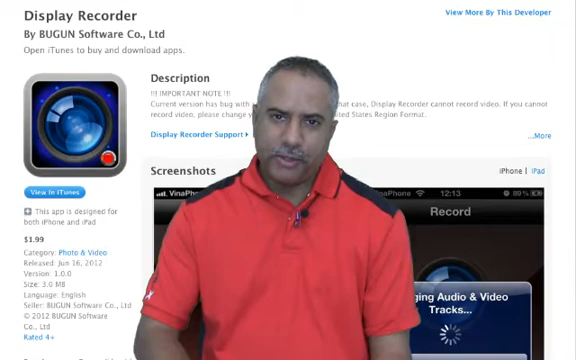 Display Recorder
View More By This Developer
By BUGUN Software Co., Ltd
Open iTunes to buy and download apps.
Description
!!! IMPORTANT NOTE !!!
Current version has bug with that case, Display Recorder cannot record video. If you cannot
record video, please change States Region Format.
Display Recorder Support
...More
View In iTunes
This app is designed for
both iPhone and iPad
$1.99
Category: Photo & Video
Released: Jun 16, 2012
Version: 1.0.0
Size: 3.0 MB
Language: English
Seller: BUGUN Software Co., Ltd
© 2012 BUGUN Software
Co., Ltd
Rated 4+
Screenshots
iPhone | iPad
VinaPhone
Phone 12:13 80%
Record
Audio & Video
Tracks...